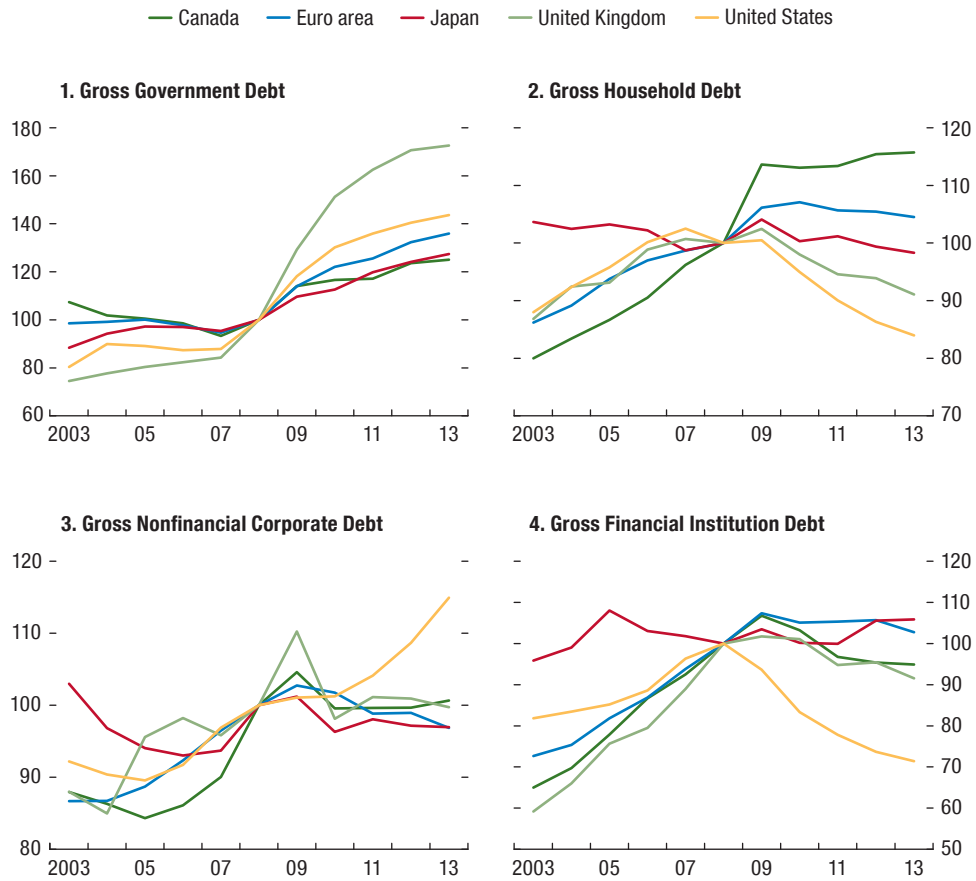 Canada Euro area Japan United Kingdom United States
1. Gross Government Debt
180
160
140
120
100
80
60
2003 05 07 09 11 13
2. Gross Household Debt
120
110
100
90
80
70
2003 05 07 09 11 13
3. Gross Nonfinancial Corporate Debt
120
110
100
90
80
2003 05 07 09 11 13
4. Gross Financial Institution Debt
120
110
100
90
80
70
60
50
2003 05 07 09 11 13